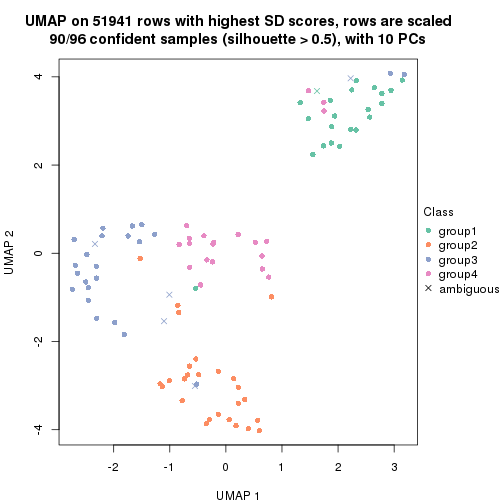 UMAP on 51941 rows with highest SD scores, rows are scaled
90/96 confident samples (silhouette > 0.5), with 10 PCs
4
2
0
-2
-4
UMAP 2
-2
-1
0
1
2
3
UMAP 1
Class
group1
group2
group3
group4
ambiguous